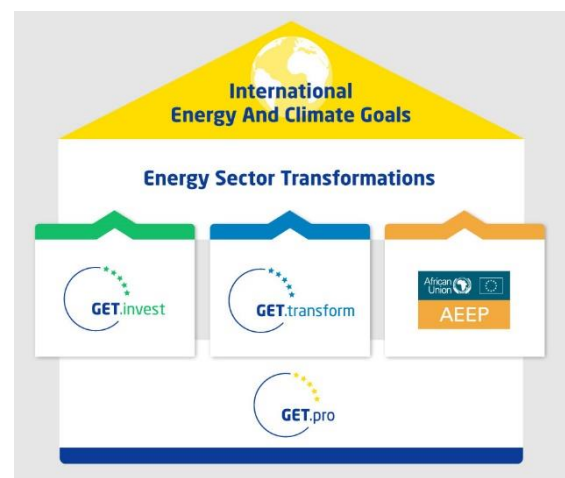 International
Energy And Climate Goals
Energy Sector Transformations
GET.invest
GET.transform
African
Union
AEEP
GET.pro